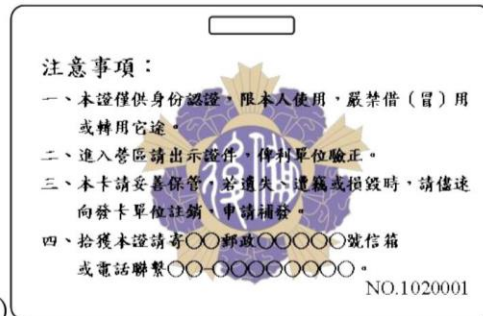 注意事項：
一、本證僅供身份認證，限本人使用，嚴禁借（冒）用
或轉用它途。
二、進入營區請出示證件，俾利單位驗正。
三、本卡請妥善保管，若遺失、遺竊或損毀時，請儘速
向發卡單位註銷，申請補發。
四、拾獲本證請寄○○郵政○○○○○號信箱
或電話聯繫○○-○○○○○○○○。
NO.1020001
後備